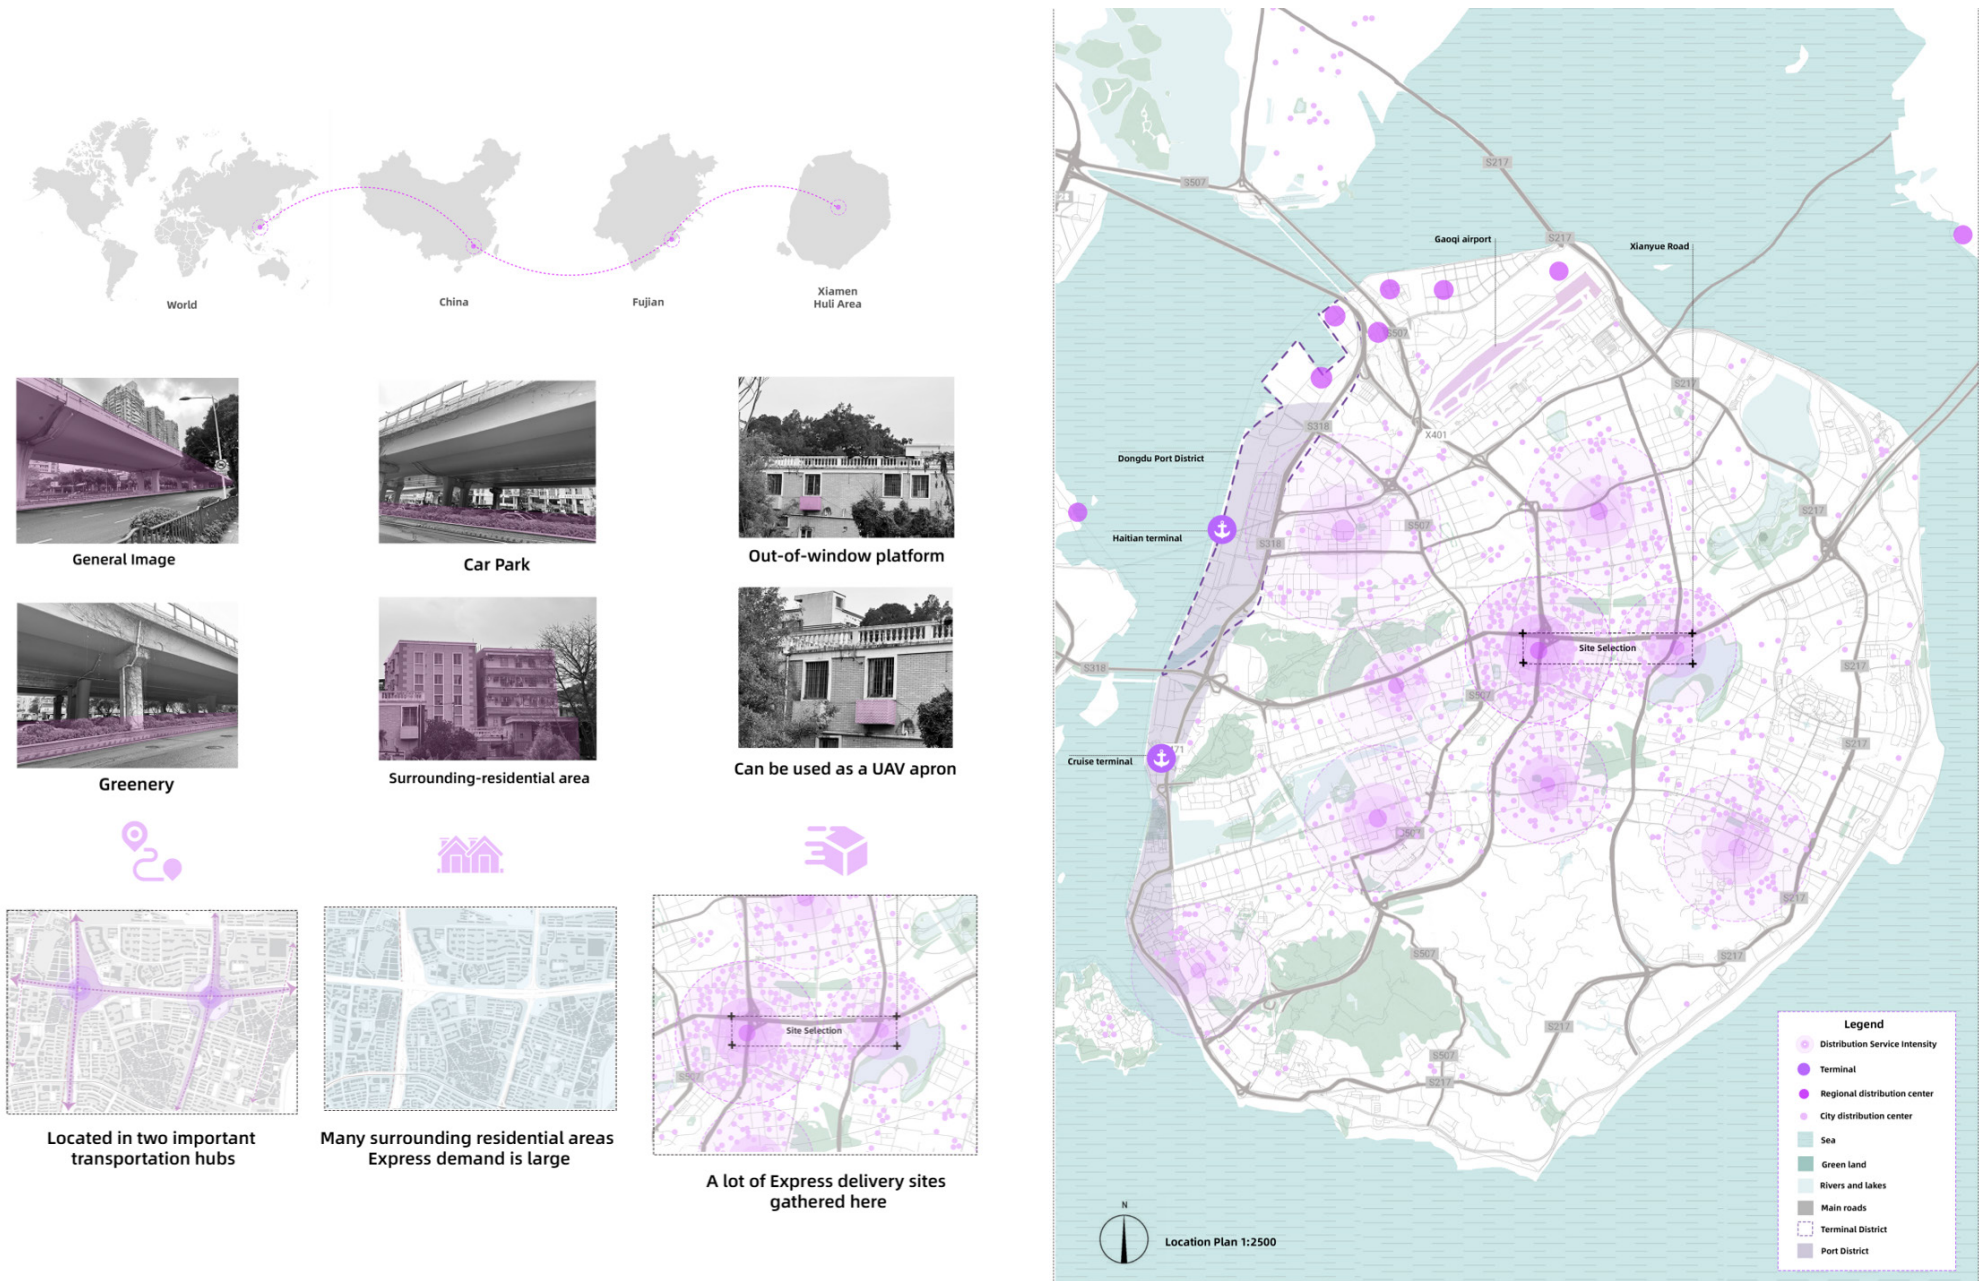 World
China
Fujian
Xiamen
Huli Area
General Image
Car Park
Out-of-window platform
Greenery
Surrounding-residential area
Can be used as a UAV apron
Located in two important
transportation hubs
Many surrounding residential areas
Express demand is large
Site Selection
S507
A lot of Express delivery sites
gathered here
S217
S507
S217
Gaoqi airport
Xianyue Road
S507
S217
S318
X401
Dongdu Port District
S507
S217
Haitian terminal
S318
Site Selection
S318
S507
S217
Cruise terminal
S217
S217
S507
S217
S217
S507
S217
Legend
Distribution Service Intensity
Terminal
Regional distribution center
City distribution center
Sea
Green land
Rivers and lakes
Main roads
Terminal District
Port District
N
Location Plan 1:2500